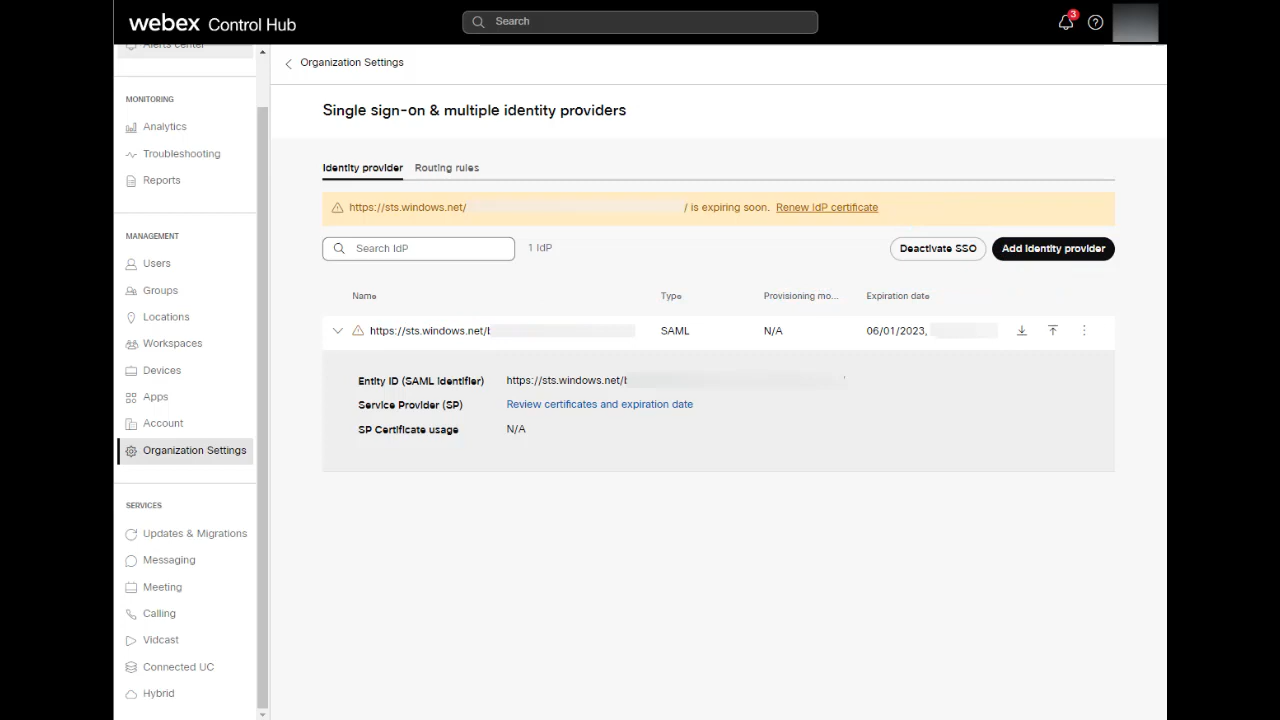 webex Control Hub
Search
3
Alerts center
MONITORING
Analytics
Troubleshooting
Reports
MANAGEMENT
Users
Groups
Locations
Workspaces
Devices
Apps
Account
Organization Settings
SERVICES
Updates & Migrations
Messaging
Meeting
Calling
Vidcast
Connected UC
Hybrid
Organization Settings
Single sign-on & multiple identity providers
Identity provider Routing rules
https://sts.windows.net/ / is expiring soon. Renew IdP certificate
Search IdP 1 IdP Deactivate SSO Add identity provider
Name Type Provisioning mo... Expiration date
https://sts.windows.net/ SAML N/A 06/01/2023,
Entity ID (SAML Identifier) https://sts.windows.net/
Service Provider (SP) Review certificates and expiration date
SP Certificate usage N/A